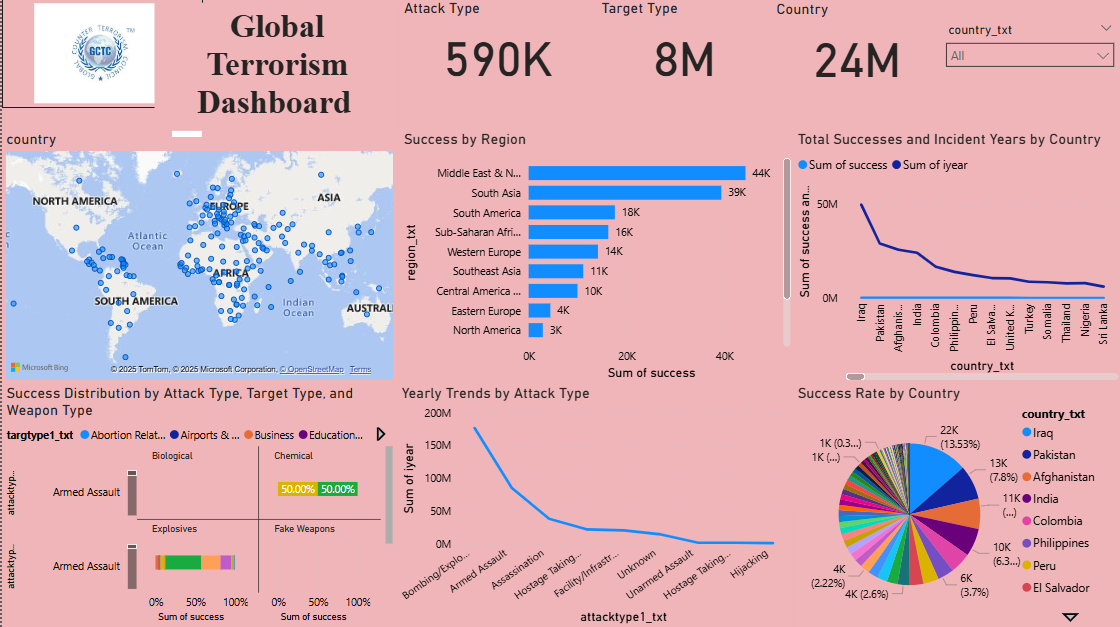 COUNTER TERRORISM
GCTC
GLOBAL COUNCIL
TM
Global
Terrorism
Dashboard
Attack Type
590K
Target Type
8M
Country
24M
country_txt
All
country
NORTH AMERICA
EUROPE
ASIA
Atlantic
Ocean
AFRICA
SOUTH AMERICA
Indian
Ocean
AUSTRAL
Microsoft Bing
© 2025 TomTom, © 2025 Microsoft Corporation, © OpenStreetMap Terms
Success by Region
region_txt
Middle East & N... 44K
South Asia 39K
South America 18K
Sub-Saharan Afri... 16K
Western Europe 14K
Southeast Asia 11K
Central America ... 10K
Eastern Europe 4K
North America 3K
0K 20K 40K
Sum of success
Total Successes and Incident Years by Country
Sum of success Sum of iyear
Sum of success an...
50M
0M
Iraq
Pakistan
Afghanis...
India
Colombia
Philippin...
Peru
El Salva...
United K...
Turkey
Somalia
Thailand
Nigeria
Sri Lanka
country_txt
Success Distribution by Attack Type, Target Type, and
Weapon Type
targtype1_txt Abortion Relat... Airports & ... Business Education...
Biological Chemical
attacktyp...
Armed Assault
50.00% 50.00%
Explosives Fake Weapons
attacktyp...
Armed Assault
0% 50% 100% 0% 50% 100%
Sum of success Sum of success
Yearly Trends by Attack Type
Sum of iyear
200M
150M
100M
50M
0M
Bombing/Explo...
Armed Assault
Assassination
Hostage Taking...
Facility/Infrastr...
Unknown
Unarmed Assault
Hostage Taking...
Hijacking
attacktype1_txt
Success Rate by Country
22K
(13.53%)
13K
(7.8%)
11K
(...)
10K
(6.3...)
6K
(3.7%)
4K (2.6%)
4K
(2.22%)
1K (...)
1K (0.3...)
country_txt
Iraq
Pakistan
Afghanistan
India
Colombia
Philippines
Peru
El Salvador